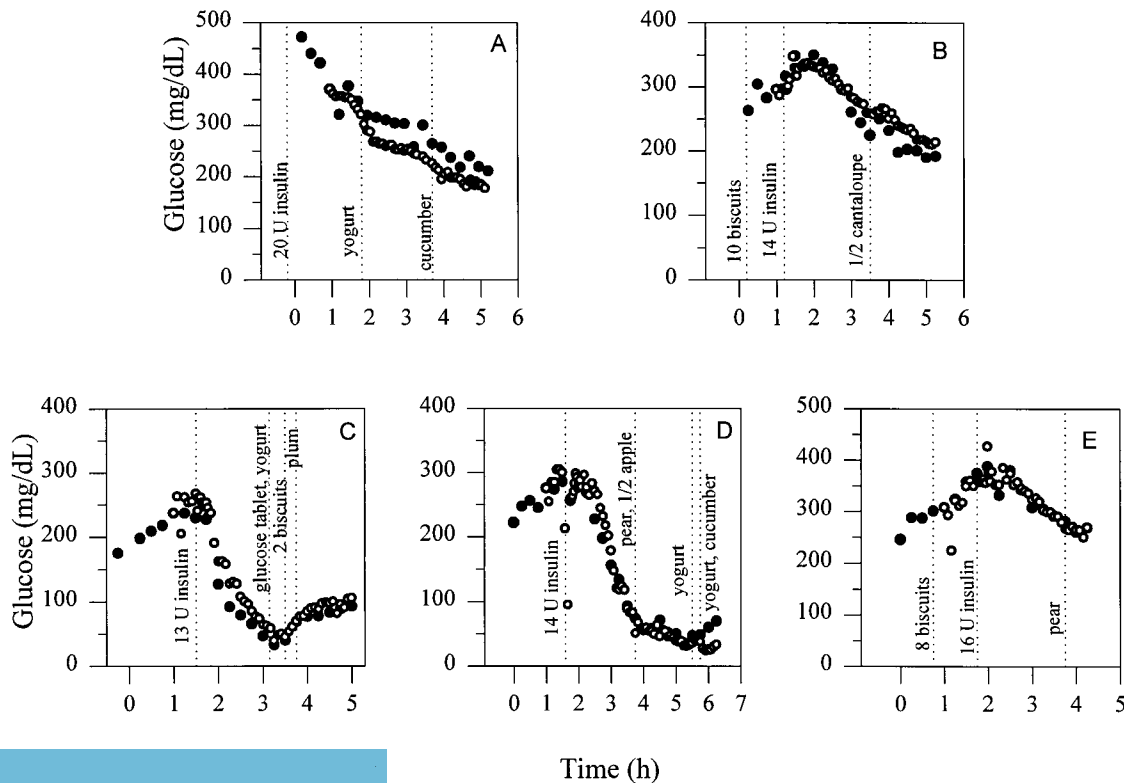 A
Glucose (mg/dL)
500
400
300
200
100
0
20 U insulin
yogurt
cucumber
0 1 2 3 4 5 6
B
400
300
200
100
0
10 biscuits
14 U insulin
1/2 cantaloupe
0 1 2 3 4 5 6
C
Glucose (mg/dL)
400
300
200
100
0
13 U insulin
glucose tablet, yogurt
2 biscuits
plum
0 1 2 3 4 5
D
400
300
200
100
0
14 U insulin
pear, 1/2 apple
yogurt
yogurt, cucumber
0 1 2 3 4 5 6 7
E
500
400
300
200
100
0
8 biscuits
16 U insulin
pear
0 1 2 3 4 5
Time (h)